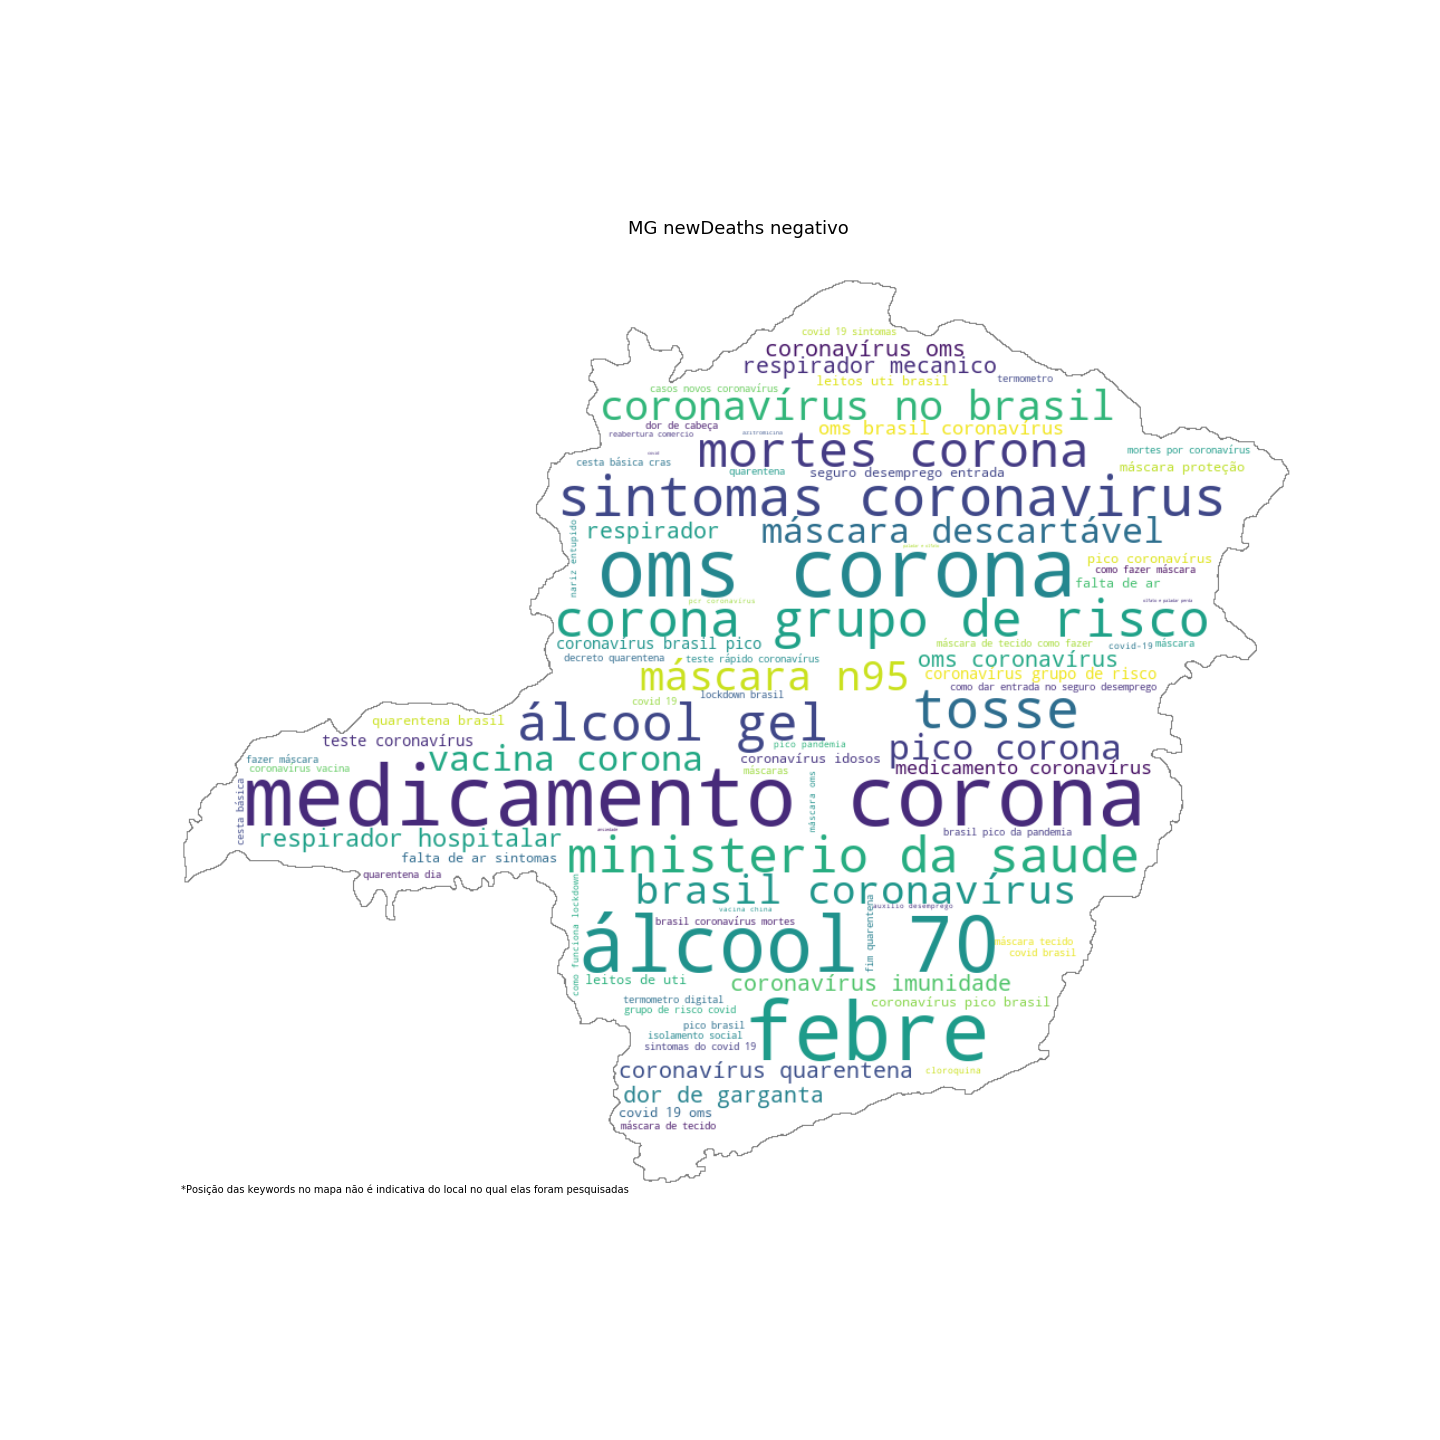 MG newDeaths negativo
covid 19 sintomas
coronavírus oms
respirador mecanico
leitos uti brasil
termometro
casos novos coronavírus
coronavírus no brasil
dor de cabeça
oms brasil coronavírus
reabertura comercio
azitromicina
mortes corona
mortes por coronavírus
cesta básica cras
máscara proteção
quarentena
seguro desemprego entrada
sintomas coronavirus
nariz entupido
respirador
máscara descartável
pico coronavírus
oms corona
como fazer máscara
falta de ar
pcr coronavírus
olfato e paladar perda
corona grupo de risco
coronavirus brasil pico
máscara de tecido como fazer
covid-19
máscara
decreto quarentena
teste rápido coronavírus
oms coronavírus
máscara n95
coronavirus grupo de risco
como dar entrada no seguro desemprego
lockdown brasil
covid 19
tosse
quarentena brasil
álcool gel
teste coronavírus
pico pandemia
pico corona
fazer máscara
vacina corona
coronavírus idosos
coronavirus vacina
máscaras
medicamento coronavírus
cesta básica
medicamento corona
máscara oms
respirador hospitalar
brasil pico da pandemia
falta de ar sintomas
ministerio da saude
quarentena dia
como funciona lockdown
brasil coronavírus
vacina china
auxilio desemprego
brasil coronavírus mortes
fim quarentena
álcool 70
máscara tecido
covid brasil
leitos de uti
coronavírus imunidade
termometro digital
coronavírus pico brasil
grupo de risco covid
febre
pico brasil
isolamento social
sintomas do covid 19
coronavírus quarentena
cloroquina
dor de garganta
covid 19 oms
máscara de tecido
*Posição das keywords no mapa não é indicativa do local no qual elas foram pesquisadas